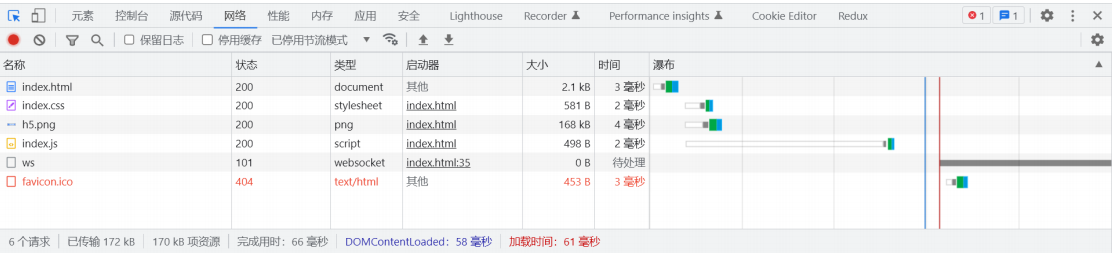 元素 控制台 源代码 网络 性能 内存 应用 安全 Lighthouse Recorder Performance insights Cookie Editor Redux 1 1
保留日志 停用缓存 已停用节流模式
名称 状态 类型 启动器 大小 时间 瀑布
index.html 200 document 其他 2.1 kB 3 毫秒
index.css 200 stylesheet index.html 581 B 2 毫秒
h5.png 200 png index.html 168 kB 4 毫秒
index.js 200 script index.html 498 B 2 毫秒
ws 101 websocket index.html:35 0 B 待处理
favicon.ico 404 text/html 其他 453 B 3 毫秒
6 个请求 已传输 172 kB 170 kB 项资源 完成用时：66 毫秒 DOMContentLoaded：58 毫秒 加载时间：61 毫秒